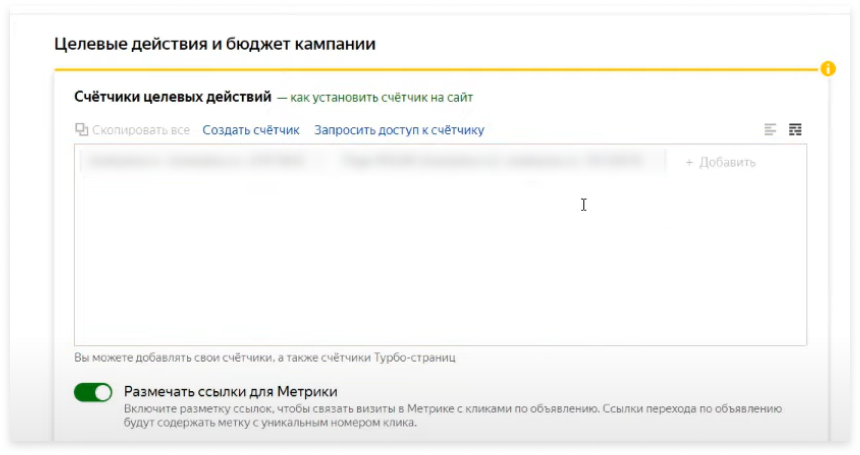 Целевые действия и бюджет кампании
Счётчики целевых действий — как установить счётчик на сайт
Скопировать все Создать счётчик Запросить доступ к счётчику
+ Добавить
Вы можете добавлять свои счётчики, а также счётчики Турбо-страниц
Размечать ссылки для Метрики
Включите разметку ссылок, чтобы связать визиты в Метрике с кликами по объявлению. Ссылки перехода по объявлению
будут содержать метку с уникальным номером клика.